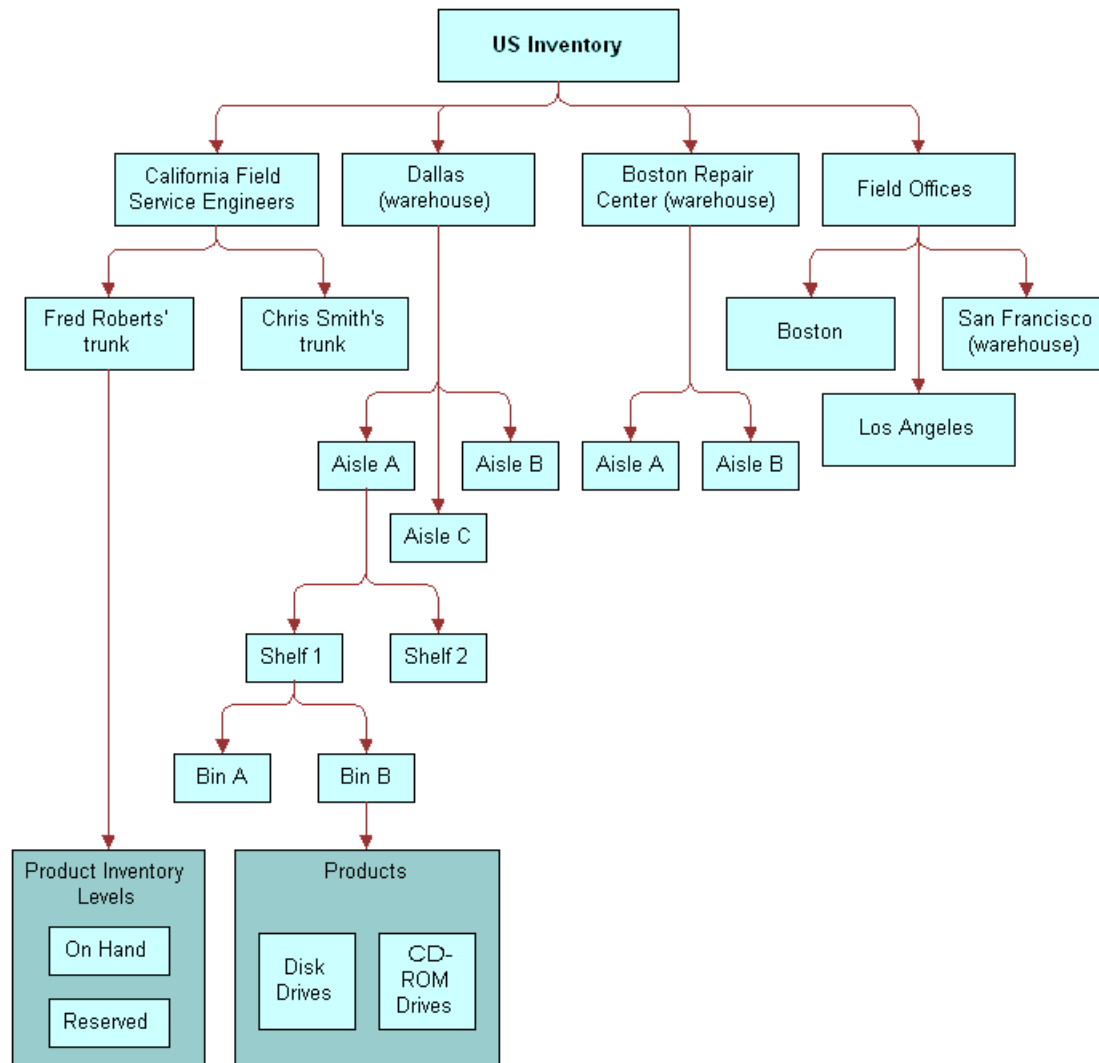 US Inventory
California Field
Service Engineers
Dallas
(warehouse)
Boston Repair
Center (warehouse)
Field Offices
Fred Roberts'
trunk
Chris Smith's
trunk
Boston
San Francisco
(warehouse)
Los Angeles
Aisle A
Aisle B
Aisle A
Aisle B
Aisle C
Shelf 1
Shelf 2
Bin A
Bin B
Product Inventory
Levels
On Hand
Reserved
Products
Disk
Drives
CD-
ROM
Drives